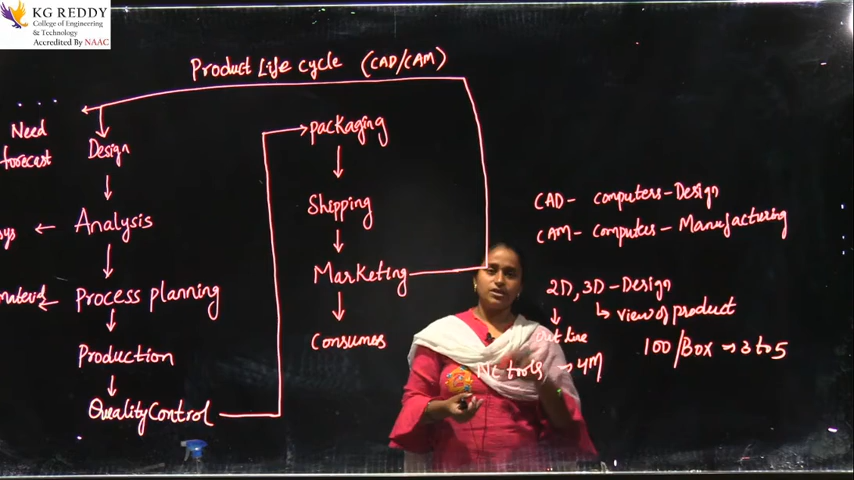 KG REDDY
College of Engineering
& Technology
Accredited By NAAC
Product Life cycle (CAD/CAM)
Need
forecast
Design
Analysis
Process planning
material
Production
Quality Control
Packaging
Shipping
Marketing
Consumes
CAD - Computers - Design
CAM - Computers - Manufacturing
2D, 3D - Design
view of product
out line
100/Box → 3 to 5
NC tools → 4M